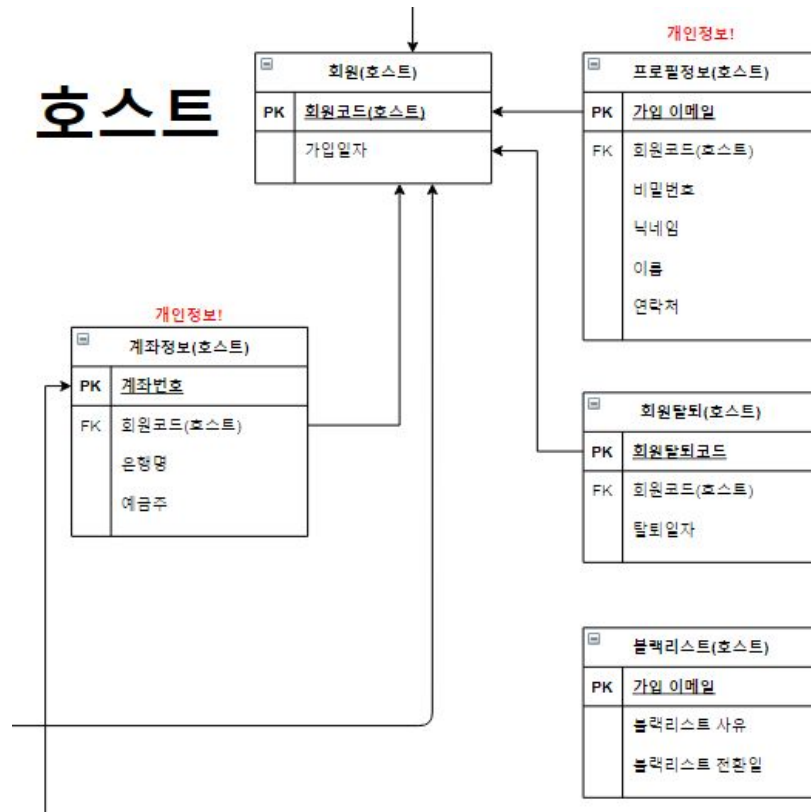 호스트
회원(호스트)
PK 회원코드(호스트)
가입일자
개인정보!
프로필정보(호스트)
PK 가입 이메일
FK 회원코드(호스트)
비밀번호
닉네임
이름
연락처
개인정보!
계좌정보(호스트)
PK 계좌번호
FK 회원코드(호스트)
은행명
예금주
회원탈퇴(호스트)
PK 회원탈퇴코드
FK 회원코드(호스트)
탈퇴일자
블랙리스트(호스트)
PK 가입 이메일
블랙리스트 사유
블랙리스트 전환일